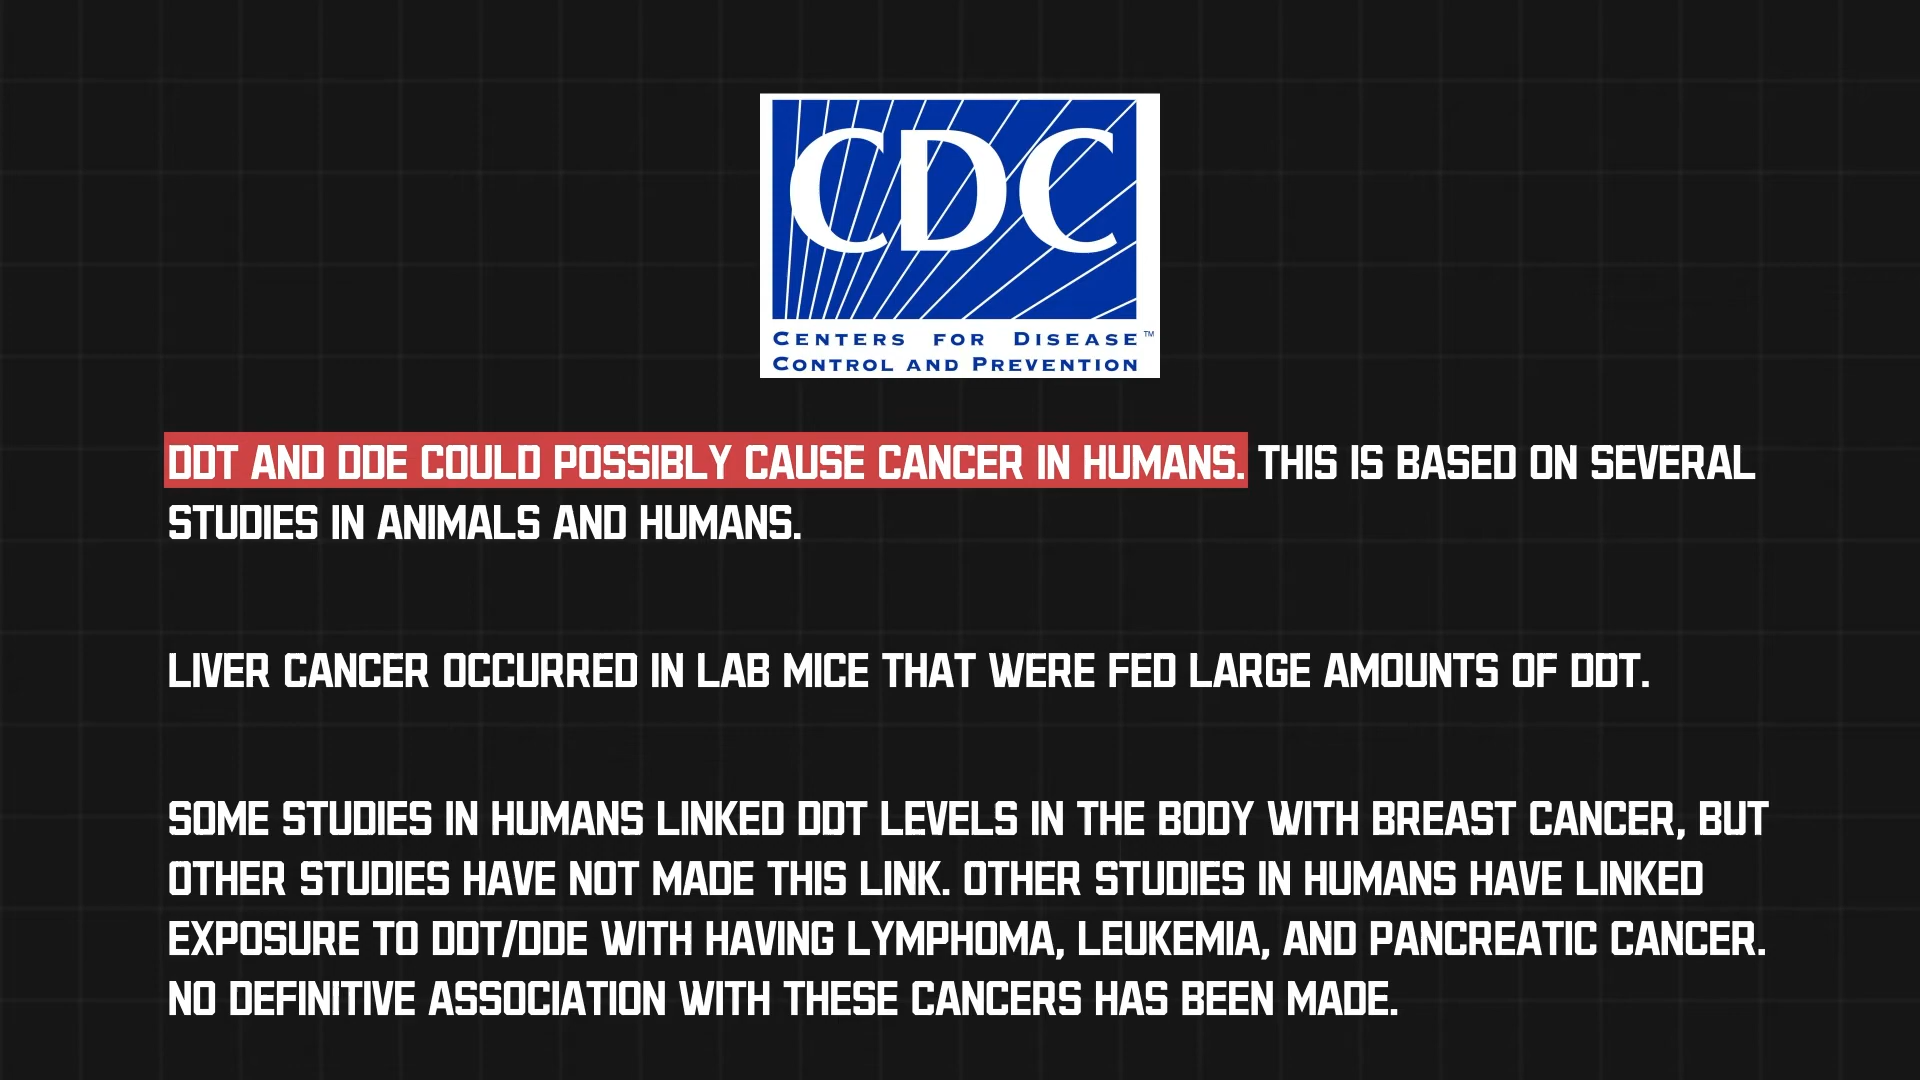 CDC
CENTERS FOR DISEASE™
CONTROL AND PREVENTION
DDT AND DDE COULD POSSIBLY CAUSE CANCER IN HUMANS. THIS IS BASED ON SEVERAL
STUDIES IN ANIMALS AND HUMANS.
LIVER CANCER OCCURRED IN LAB MICE THAT WERE FED LARGE AMOUNTS OF DDT.
SOME STUDIES IN HUMANS LINKED DDT LEVELS IN THE BODY WITH BREAST CANCER, BUT
OTHER STUDIES HAVE NOT MADE THIS LINK. OTHER STUDIES IN HUMANS HAVE LINKED
EXPOSURE TO DDT/DDE WITH HAVING LYMPHOMA, LEUKEMIA, AND PANCREATIC CANCER.
NO DEFINITIVE ASSOCIATION WITH THESE CANCERS HAS BEEN MADE.